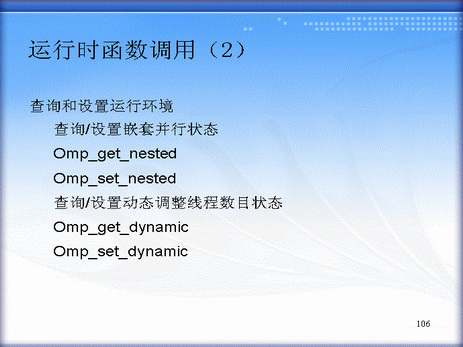 运行时函数调用（2）
查询和设置运行环境
查询/设置嵌套并行状态
Omp_get_nested
Omp_set_nested
查询/设置动态调整线程数目状态
Omp_get_dynamic
Omp_set_dynamic
106